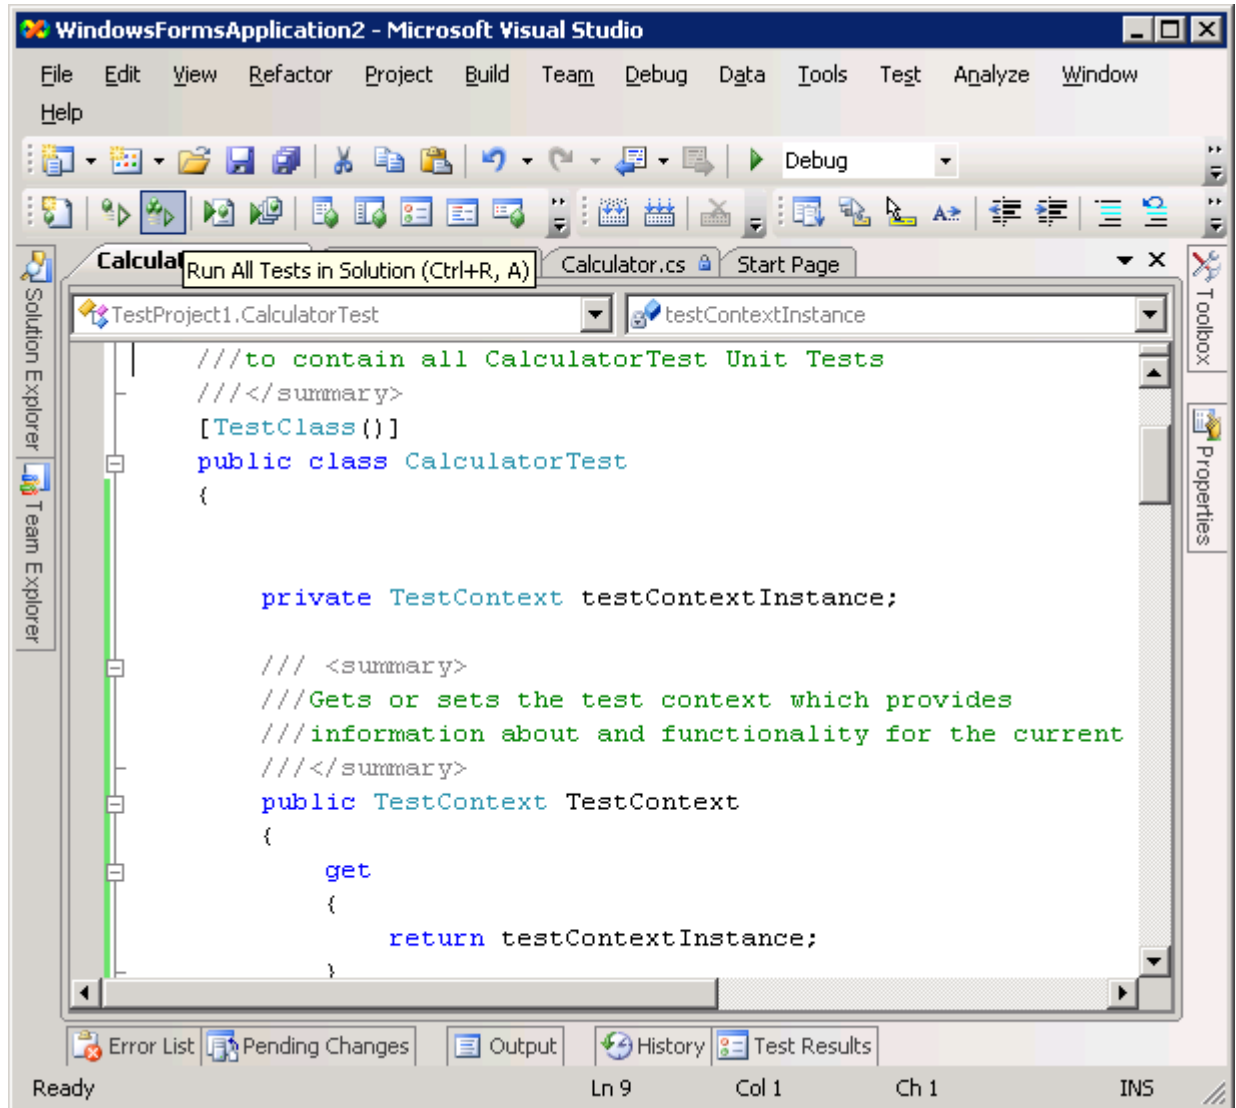 WindowsFormsApplication2 - Microsoft Visual Studio
File Edit View Refactor Project Build Team Debug Data Tools Test Analyze Window
Help
Debug
Calculat
Run All Tests in Solution (Ctrl+R, A)
Calculator.cs Start Page
TestProject1.CalculatorTest testContextInstance
///to contain all CalculatorTest Unit Tests
///</summary>
[TestClass()]
public class CalculatorTest
{
private TestContext testContextInstance;
/// <summary>
///Gets or sets the test context which provides
///information about and functionality for the current
///</summary>
public TestContext TestContext
{
get
{
return testContextInstance;
}
Solution Explorer
Team Explorer
Toolbox
Properties
Error List Pending Changes Output History Test Results
Ready Ln 9 Col 1 Ch 1 INS